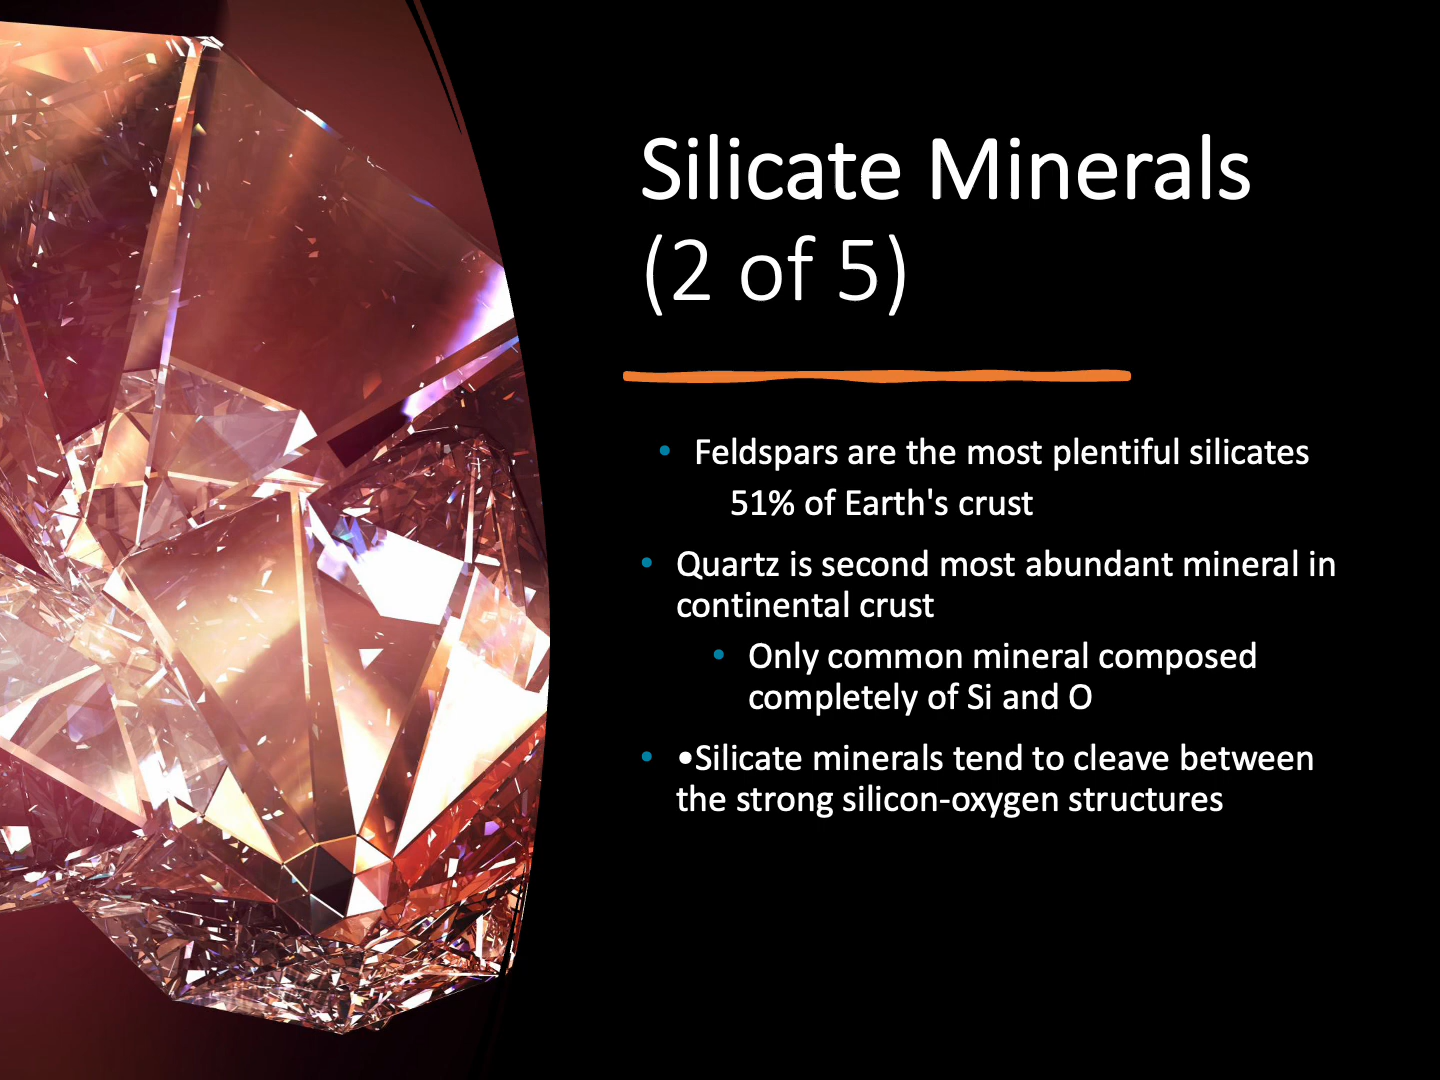 Silicate Minerals
(2 of 5)
• Feldspars are the most plentiful silicates
51% of Earth's crust
• Quartz is second most abundant mineral in
continental crust
• Only common mineral composed
completely of Si and O
• •Silicate minerals tend to cleave between
the strong silicon-oxygen structures